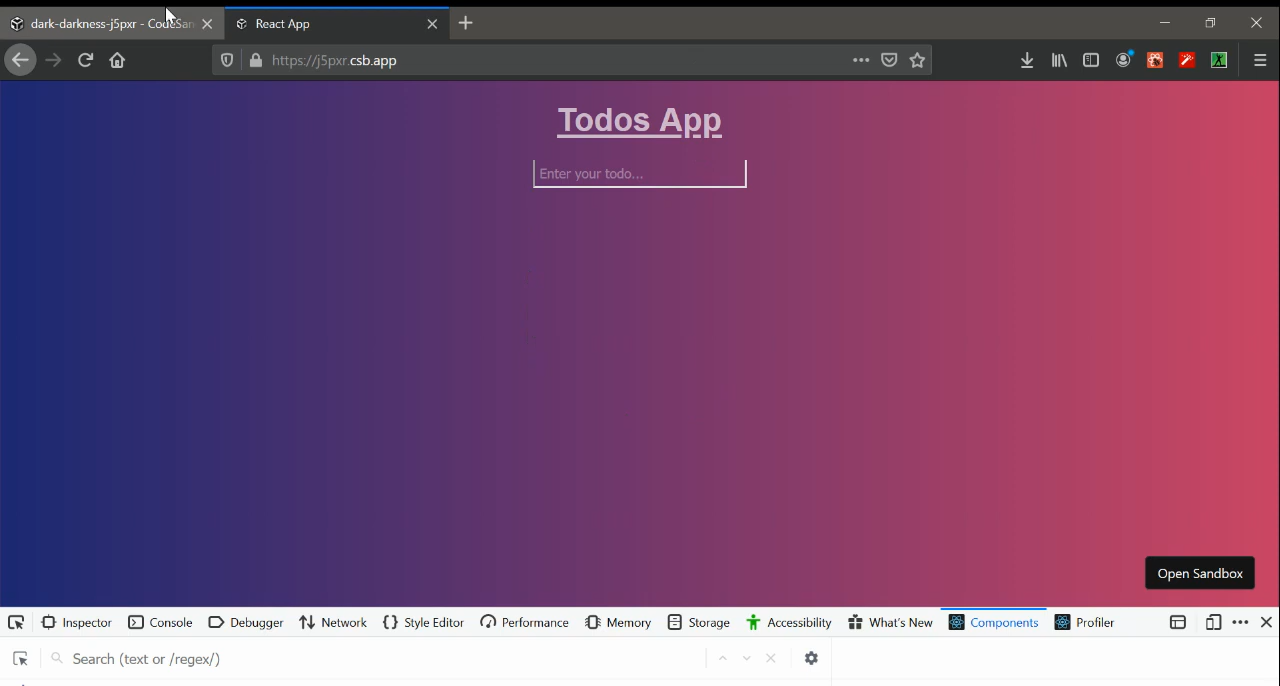 dark-darkness-j5pxr - CodeSan
React App
https://j5pxr.csb.app
Todos App
Enter your todo...
Open Sandbox
Inspector Console Debugger Network Style Editor Performance Memory Storage Accessibility What's New Components Profiler
Search (text or /regex/)